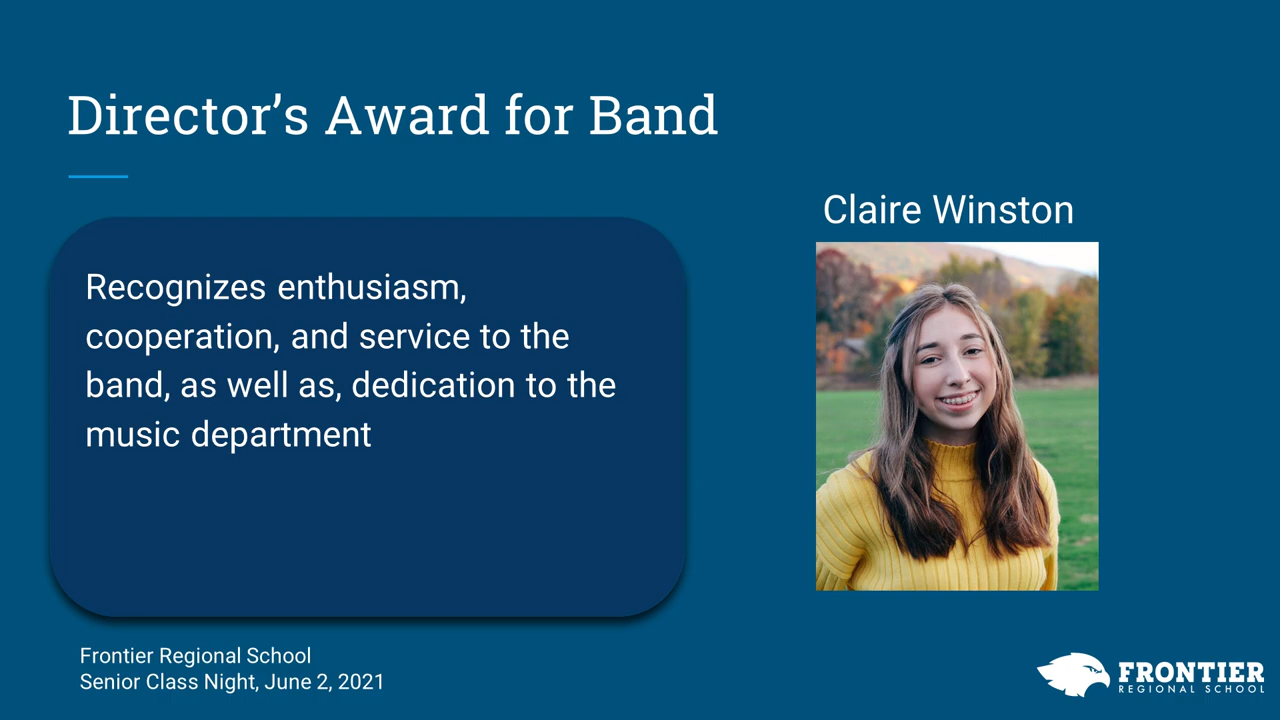 Director’s Award for Band
Claire Winston
Recognizes enthusiasm,
cooperation, and service to the
band, as well as, dedication to the
music department
Frontier Regional School
Senior Class Night, June 2, 2021
FRONTIER
REGIONAL SCHOOL